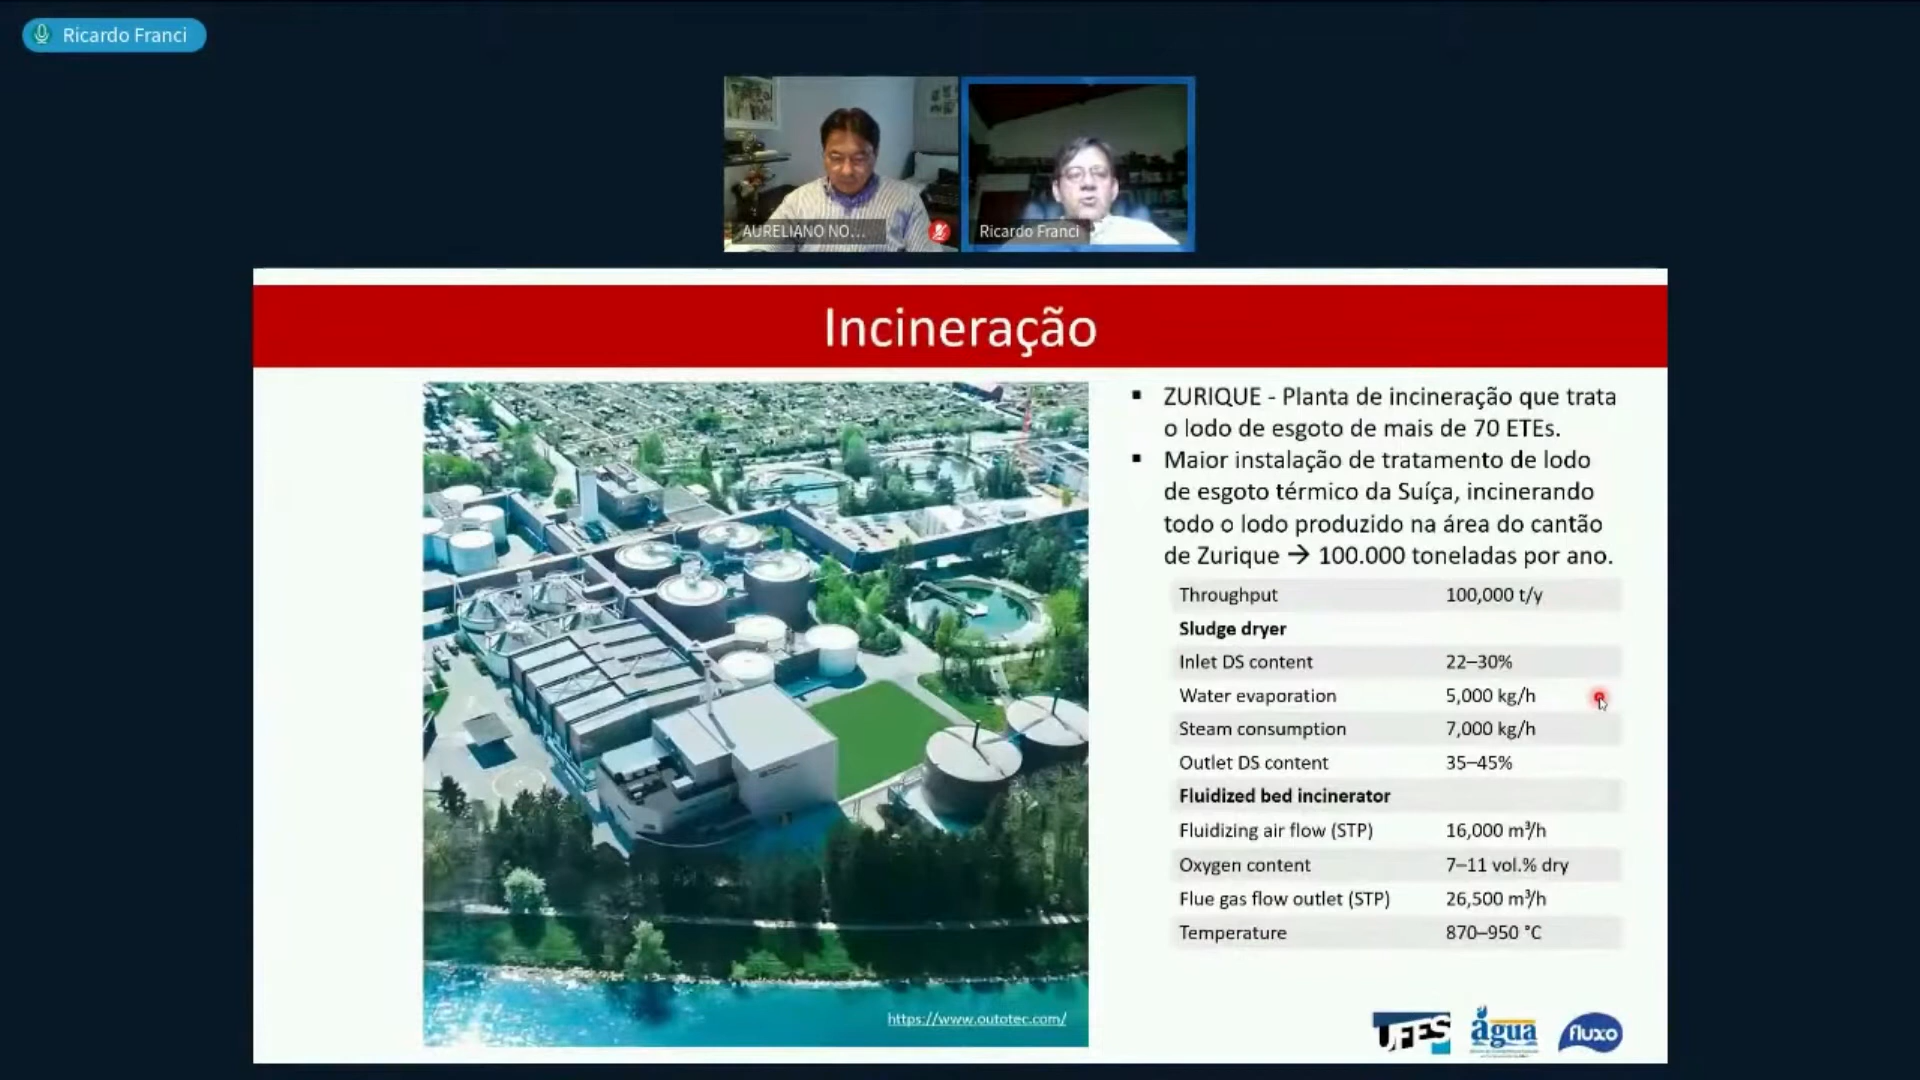 Ricardo Franci
AURELIANO NO...
Ricardo Franci
Incineração
▪ ZURIQUE - Planta de incineração que trata
o lodo de esgoto de mais de 70 ETEs.
▪ Maior instalação de tratamento de lodo
de esgoto térmico da Suíça, incinerando
todo o lodo produzido na área do cantão
de Zurique → 100.000 toneladas por ano.
Throughput 100,000 t/y
Sludge dryer
Inlet DS content 22–30%
Water evaporation 5,000 kg/h
Steam consumption 7,000 kg/h
Outlet DS content 35–45%
Fluidized bed incinerator
Fluidizing air flow (STP) 16,000 m³/h
Oxygen content 7–11 vol.% dry
Flue gas flow outlet (STP) 26,500 m³/h
Temperature 870–950 °C
https://www.outotec.com/
UFES água fluxo